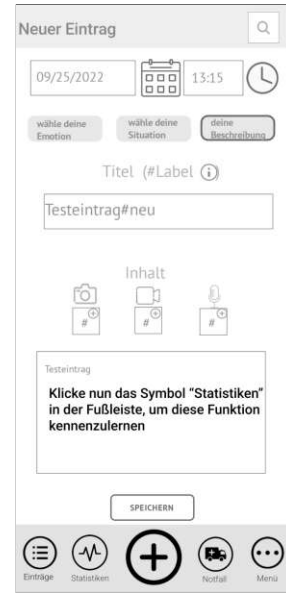 Neuer Eintrag
09/25/2022
13:15
wähle deine
Emotion
wähle deine
Situation
deine
Beschreibung
Titel (#Label i)
Testeintrag#neu
Inhalt
# # #
Testeintrag
Klicke nun das Symbol “Statistiken”
in der Fußleiste, um diese Funktion
kennenzulernen
SPEICHERN
Einträge Statistiken Notfall Menü